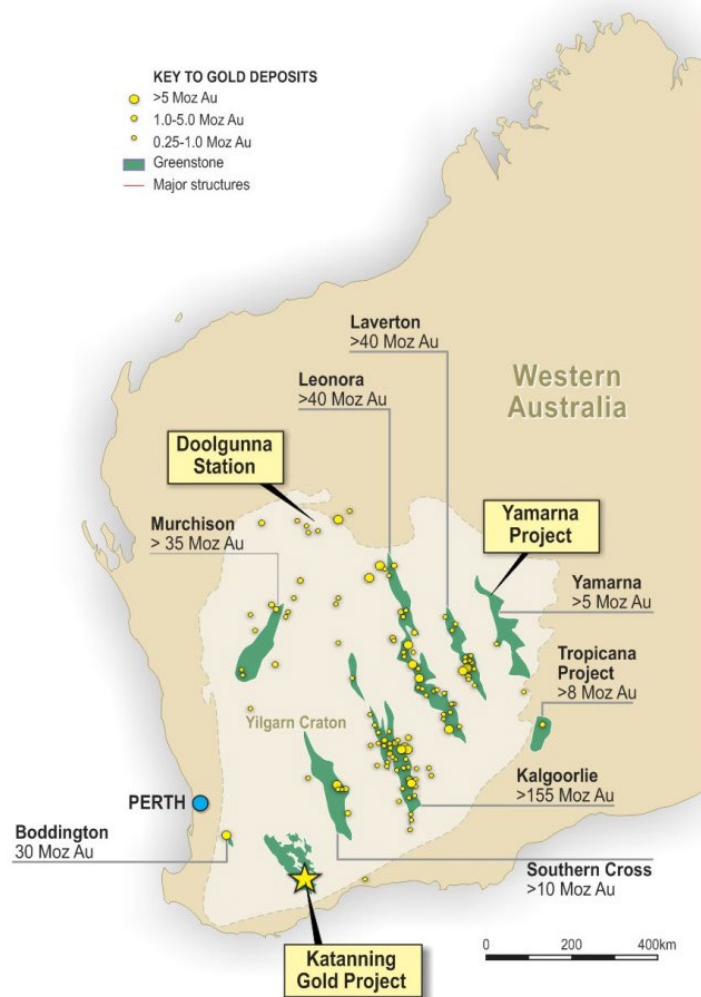 KEY TO GOLD DEPOSITS
>5 Moz Au
1.0-5.0 Moz Au
0.25-1.0 Moz Au
Greenstone
Major structures
Laverton
>40 Moz Au
Leonora
>40 Moz Au
Western
Australia
Doolgunna
Station
Murchison
> 35 Moz Au
Yamarna
Project
Yamarna
>5 Moz Au
Tropicana
Project
>8 Moz Au
Yilgarn Craton
Kalgoorlie
>155 Moz Au
PERTH
Boddington
30 Moz Au
Southern Cross
>10 Moz Au
Katanning
Gold Project
0 200 400km